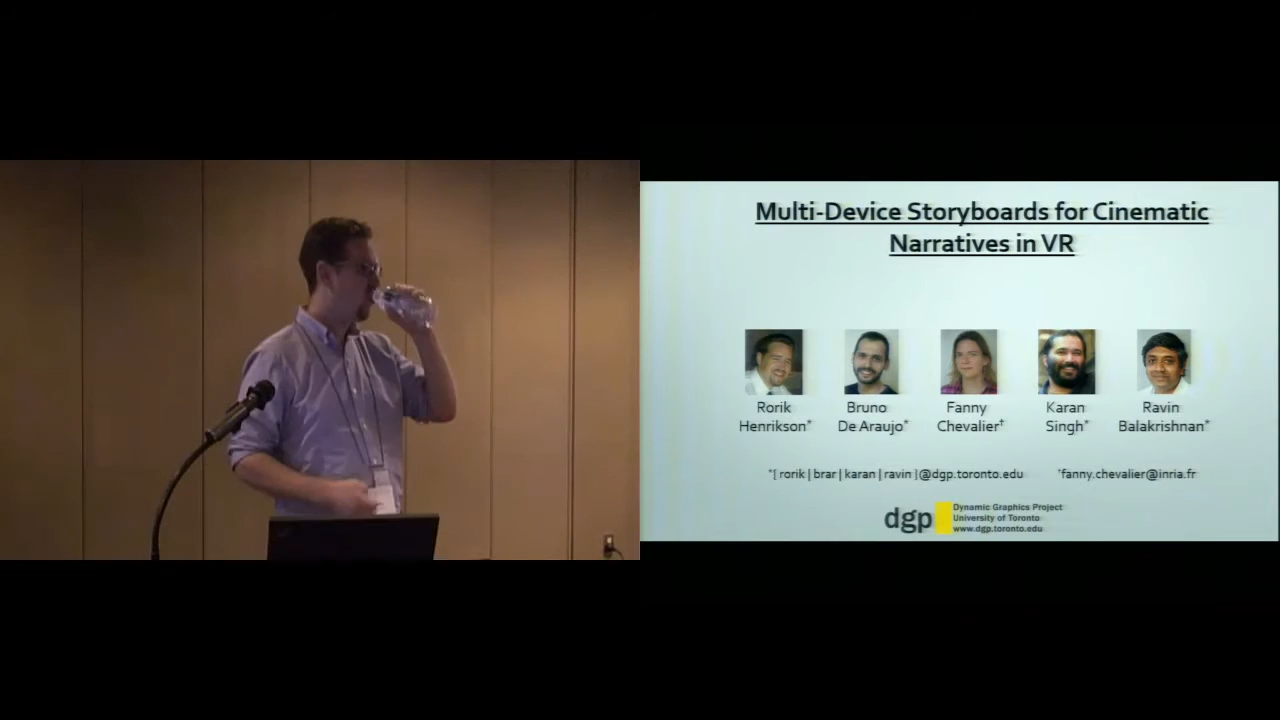 Multi-Device Storyboards for Cinematic
Narratives in VR
Rorik
Henrikson*
Bruno
De Araujo*
Fanny
Chevalier†
Karan
Singh*
Ravin
Balakrishnan*
*{ rorik | brar | karan | ravin }@dgp.toronto.edu
†fanny.chevalier@inria.fr
dgp
Dynamic Graphics Project
University of Toronto
www.dgp.toronto.edu